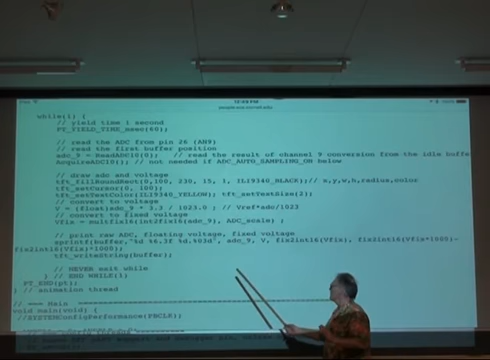 12:49 PM
while(1) {
// yield time 1 second
PT_YIELD_TIME_msec(60);
// read the ADC from pin 26 (AN9)
// read the first buffer position
adc_9 = ReadADC10(0); // read the result of channel 9 conversion from the idle buffer
AcquireADC10(); // not needed if ADC_AUTO_SAMPLING_ON below
// draw adc and voltage
tft_fillRoundRect(0,100, 230, 15, 1, ILI9340_BLACK);// x,y,w,h,radius,color
tft_setCursor(0, 100);
tft_setTextColor(ILI9340_YELLOW); tft_setTextSize(2);
// convert to voltage
V = (float)adc_9 * 3.3 / 1023.0 ; // Vref*adc/1023
// convert to fixed voltage
Vfix = multfix16(int2fix16(adc_9), ADC_scale) ;
// print raw ADC, floating voltage, fixed voltage
sprintf(buffer,"%d %6.3f %d.%03d", adc_9, V, fix2int16(Vfix), fix2int16(Vfix*1000)-
fix2int16(Vfix)*1000);
tft_writeString(buffer);
// NEVER exit while
} // END WHILE(1)
PT_END(pt);
} // animation thread
// === Main
void main(void) {
//SYSTEMConfigPerformance(PBCLK);